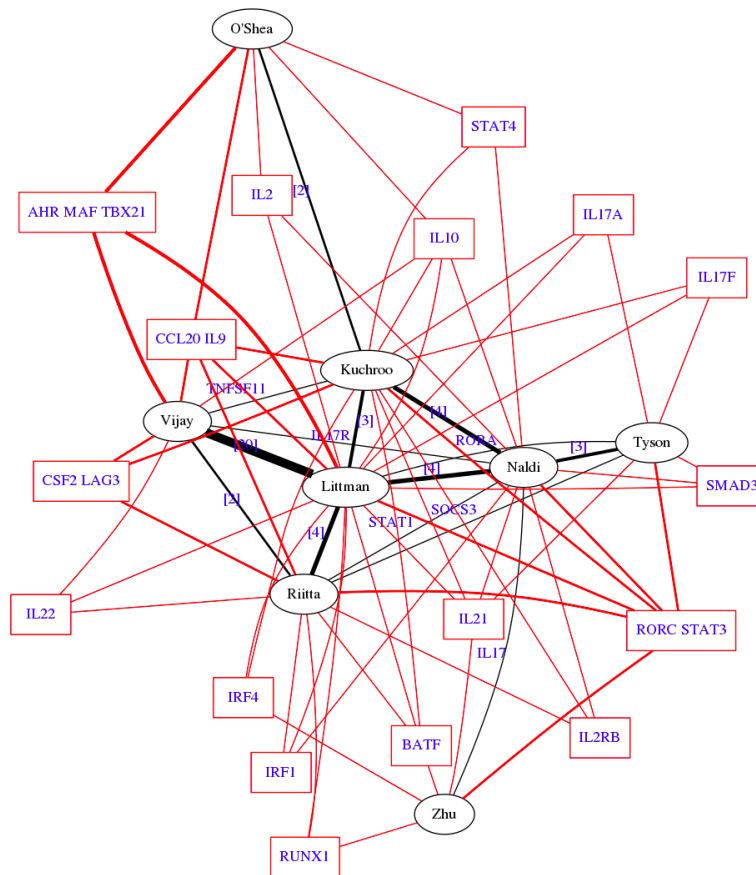 O'Shea
STAT4
IL2
[2]
AHR MAF TBX21
IL17A
IL10
IL17F
CCL20 IL9
Kuchroo
TNFSF11
[4]
Vijay
[3]
IL17R
RORA
Tyson
[3]
Naldi
[4]
CSF2 LAG3
Littman
SMAD3
[2]
SOCS3
STAT1
[4]
Riitta
IL22
IL21
RORC STAT3
IL17
IRF4
IL2RB
BATF
IRF1
Zhu
RUNX1